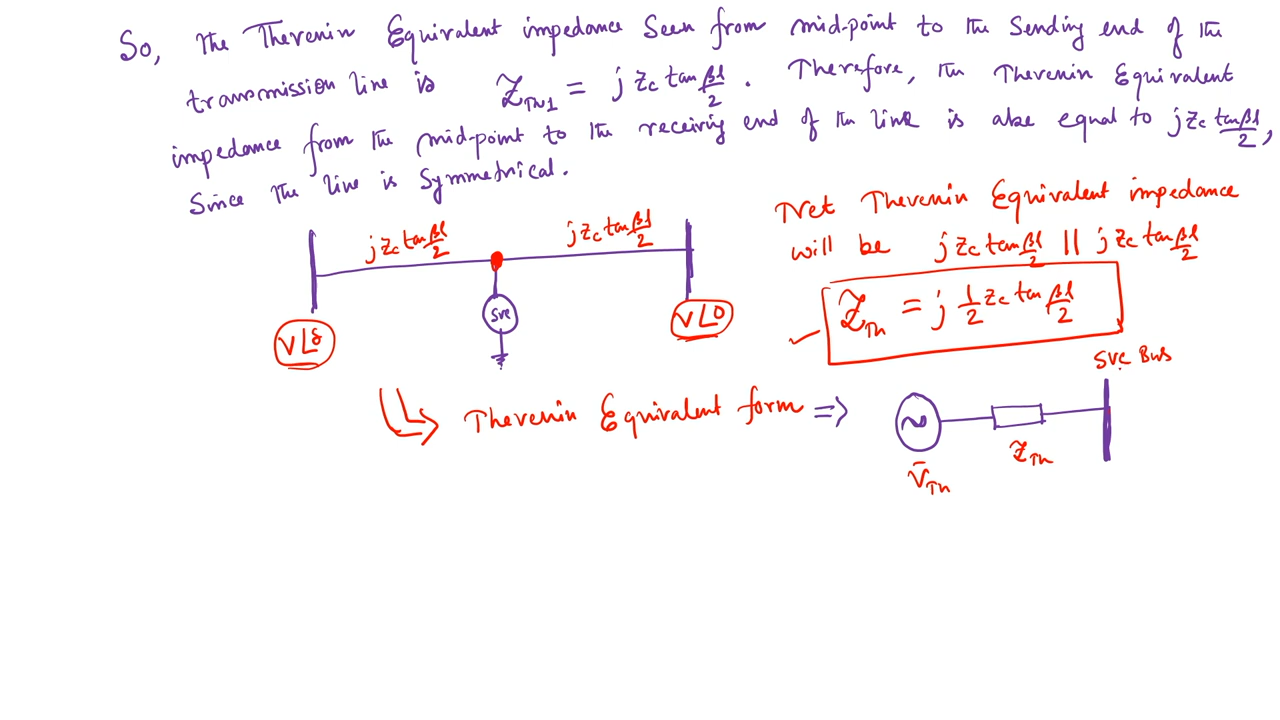 So, the Thevenin Equivalent impedance Seen from mid-point to the Sending end of the
transmission line is Z_Th1 = j Zc tan βl/2 . Therefore, the Thevenin Equivalent
impedance from the mid-point to the receiving end of the line is also equal to j Zc tan βl/2 ,
Since the line is Symmetrical.
Net Thevenin Equivalent impedance
will be j Zc tan βl/2 || j Zc tan βl/2
Z_Th = j 1/2 Zc tan βl/2
j Zc tan βl/2
j Zc tan βl/2
SVC
V∠δ
V∠0
Thevenin Equivalent form ⇒
SVC Bus
Z_Th
V̄_Th